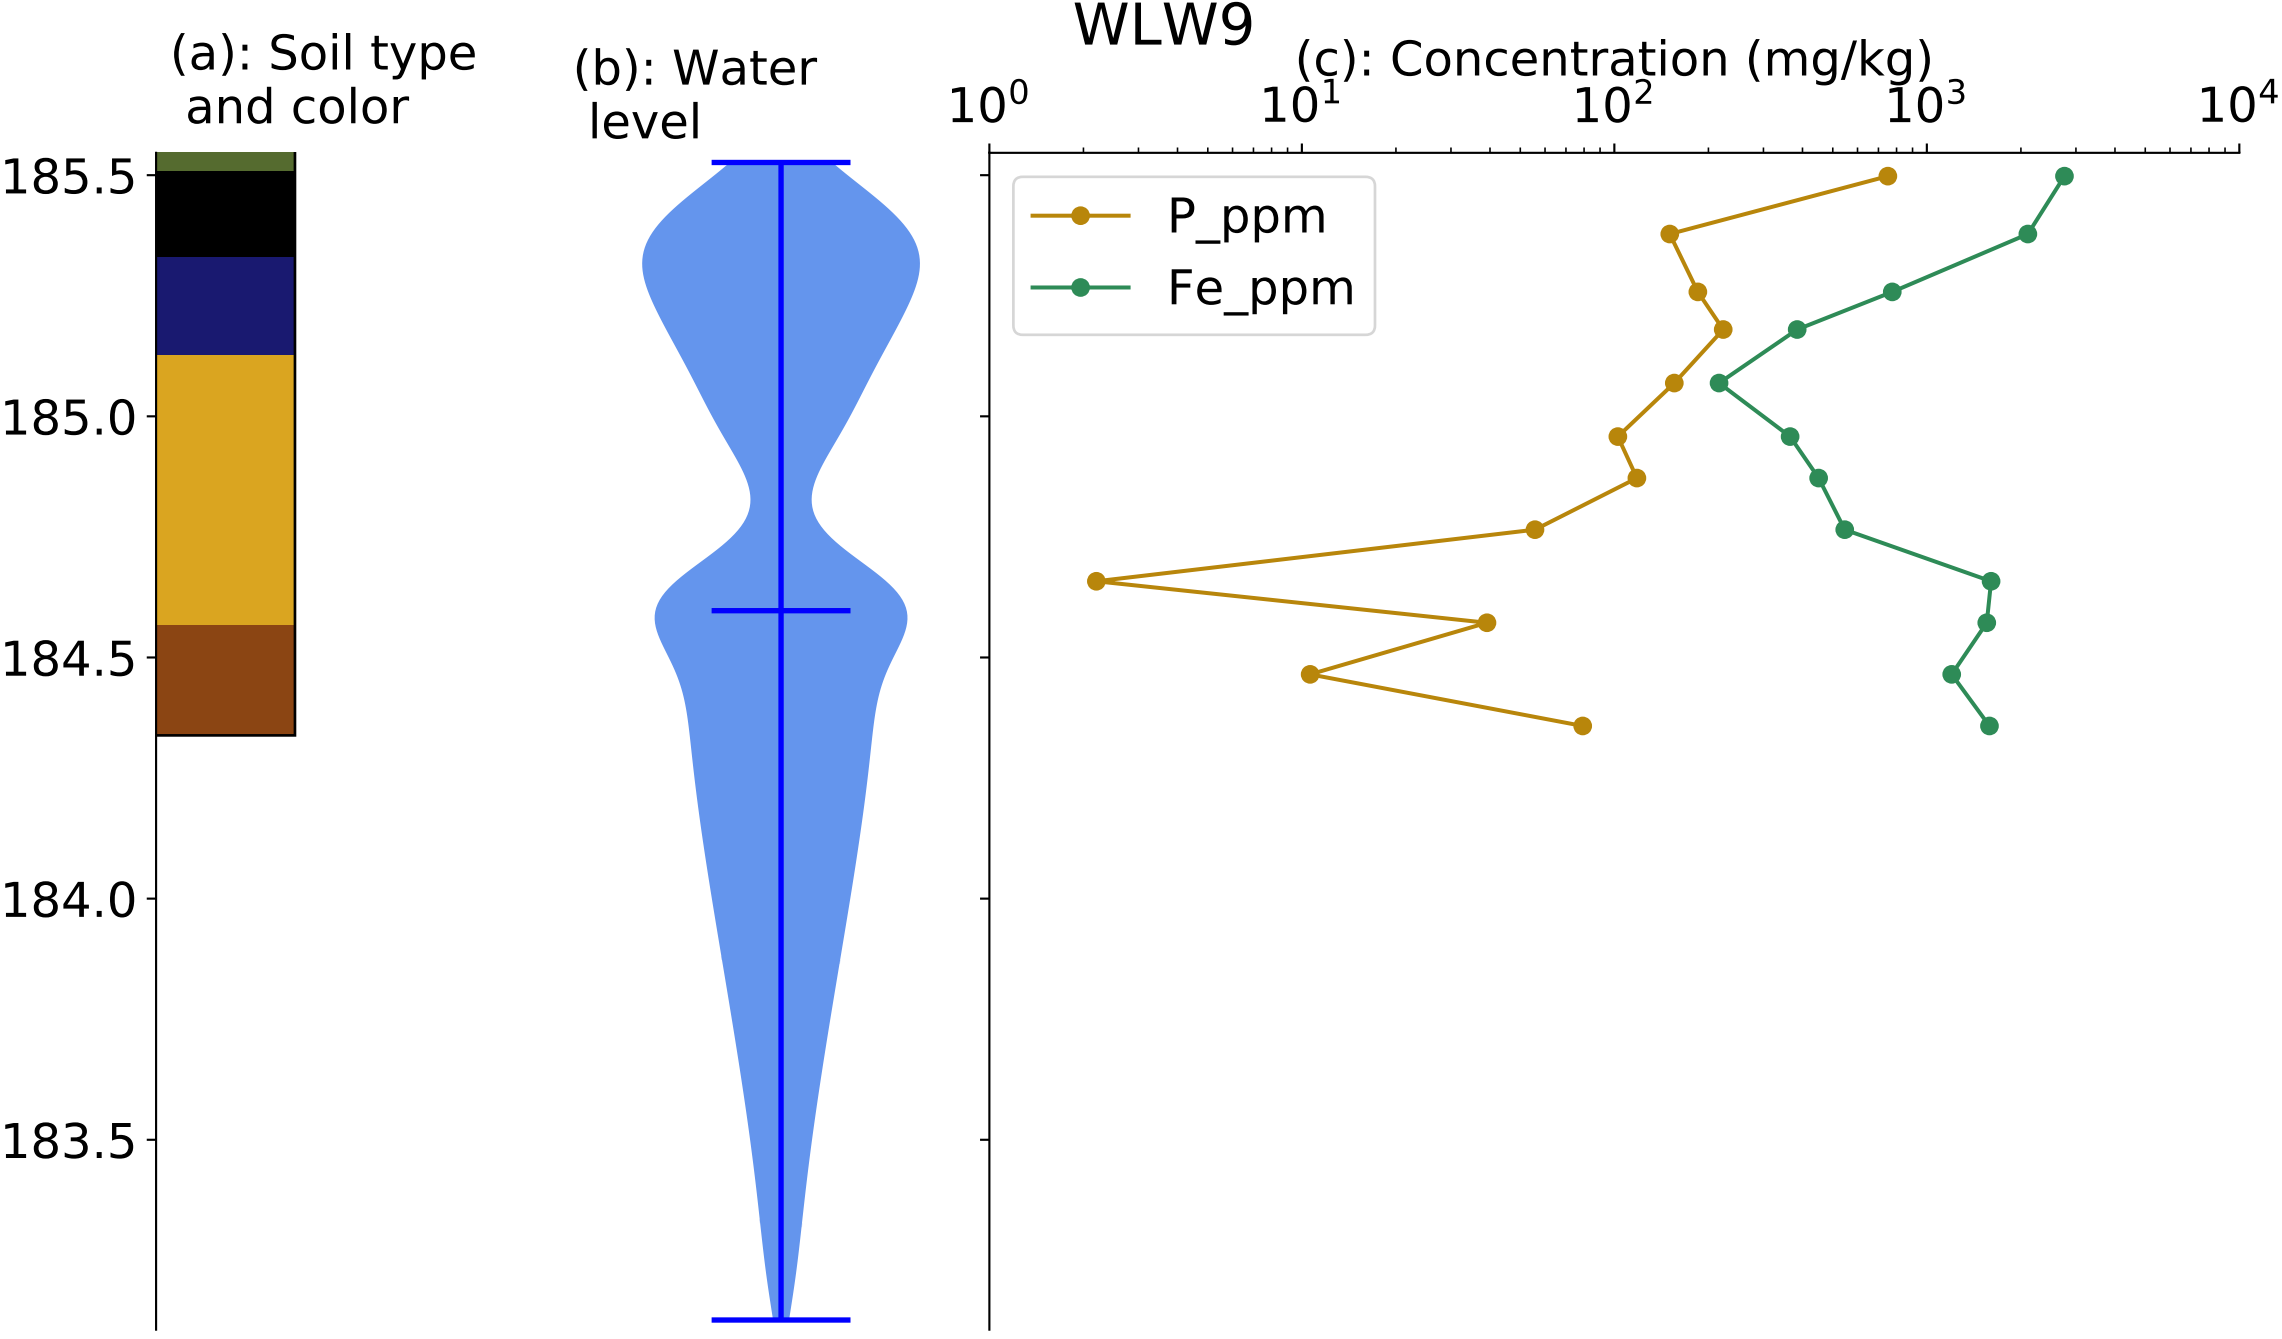 WLW9
(a): Soil type
and color
(b): Water
level
(c): Concentration (mg/kg)
10⁰ 10¹ 10² 10³ 10⁴
185.5
185.0
184.5
184.0
183.5
P_ppm
Fe_ppm